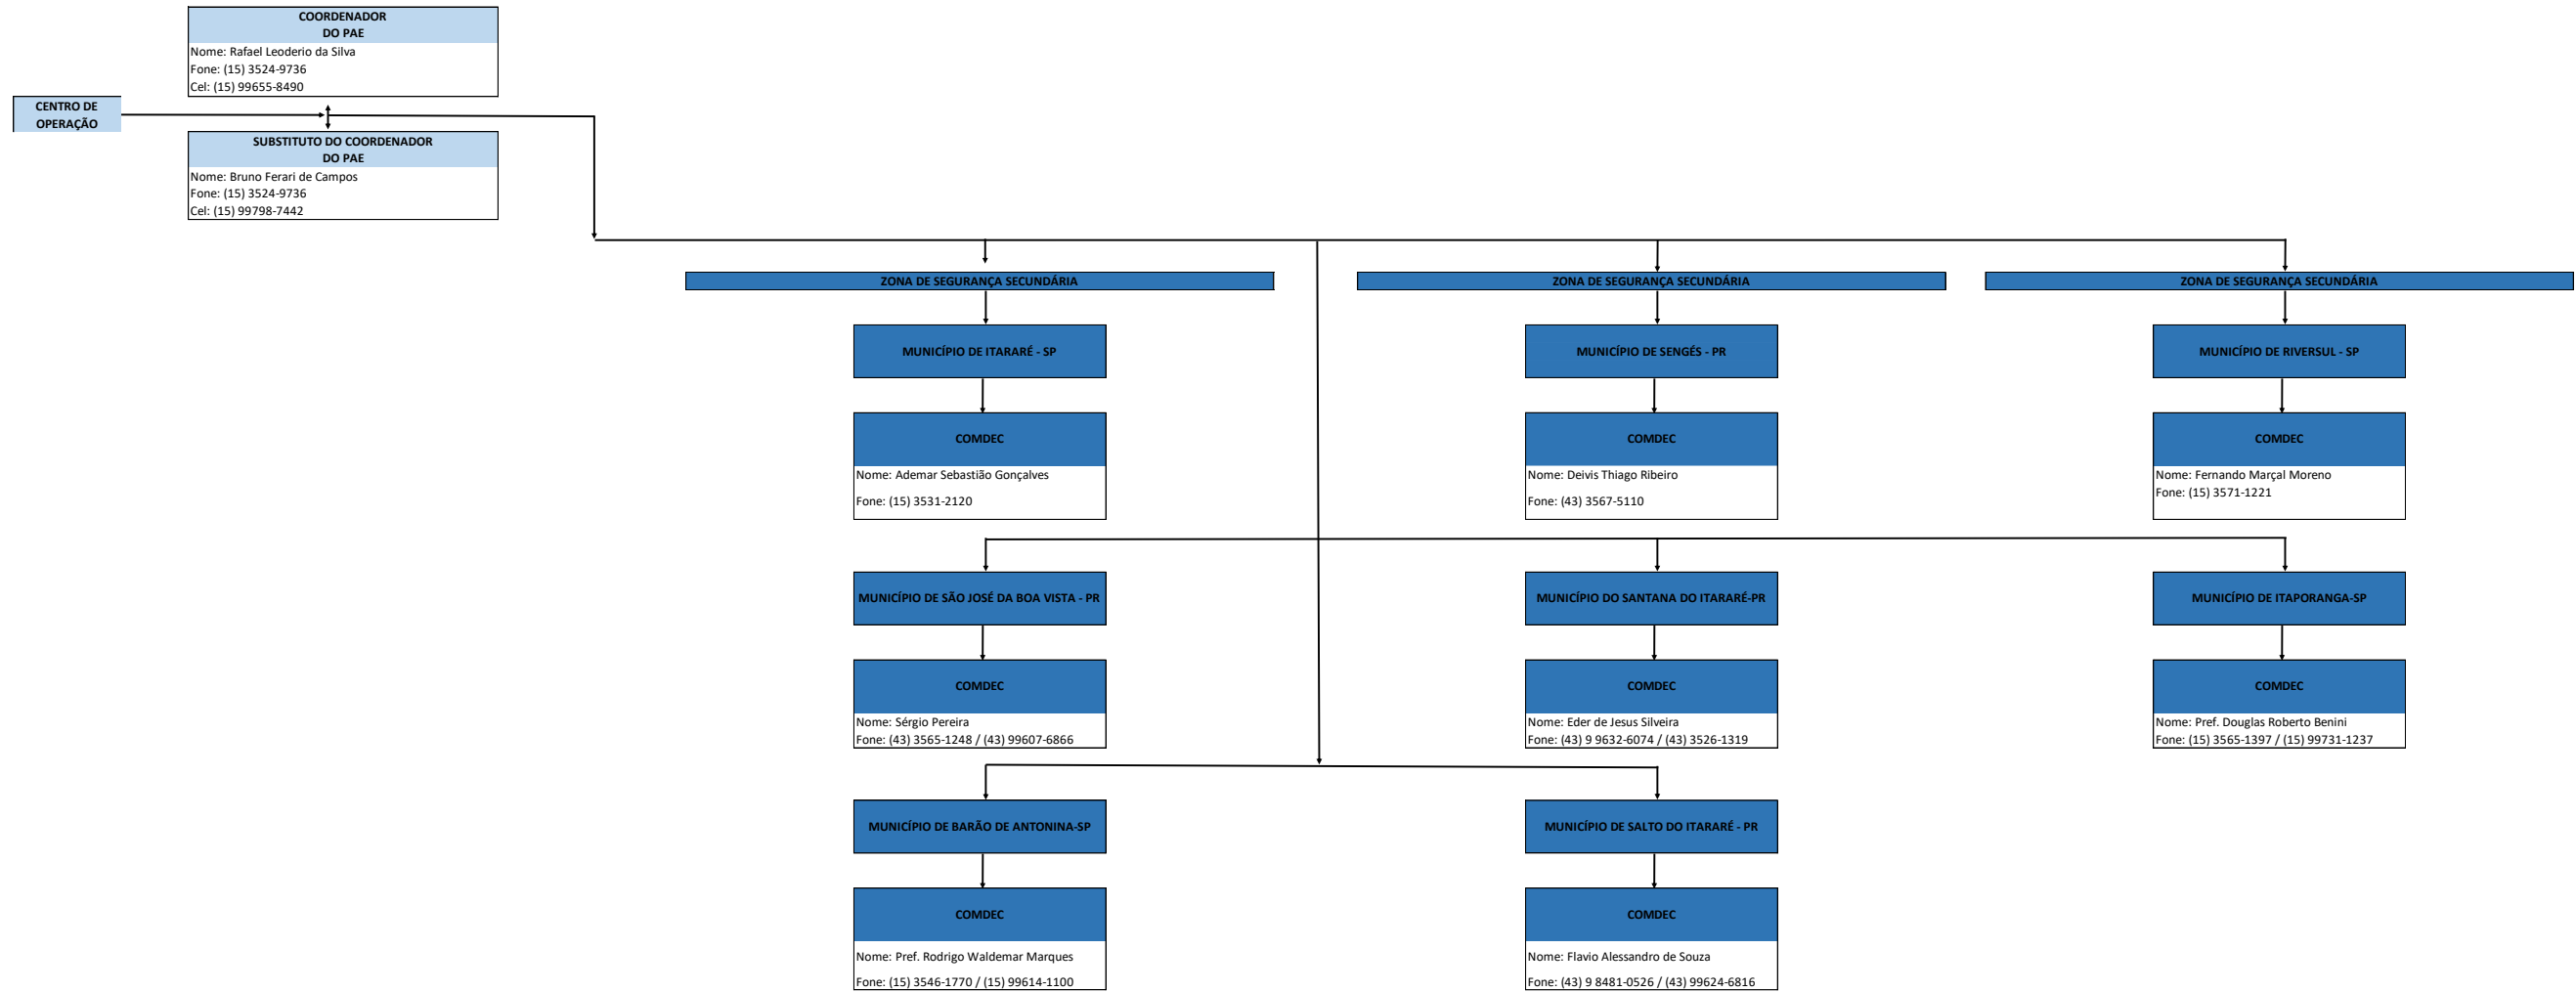 COORDENADOR
DO PAE
Nome: Rafael Leoderio da Silva
Fone: (15) 3524-9736
Cel: (15) 99655-8490
CENTRO DE
OPERAÇÃO
SUBSTITUTO DO COORDENADOR
DO PAE
Nome: Bruno Ferari de Campos
Fone: (15) 3524-9736
Cel: (15) 99798-7442
ZONA DE SEGURANÇA SECUNDÁRIA
ZONA DE SEGURANÇA SECUNDÁRIA
ZONA DE SEGURANÇA SECUNDÁRIA
MUNICÍPIO DE ITARARÉ - SP
MUNICÍPIO DE SENGÉS - PR
MUNICÍPIO DE RIVERSUL - SP
COMDEC
COMDEC
COMDEC
Nome: Ademar Sebastião Gonçalves
Fone: (15) 3531-2120
Nome: Deivis Thiago Ribeiro
Fone: (43) 3567-5110
Nome: Fernando Marçal Moreno
Fone: (15) 3571-1221
MUNICÍPIO DE SÃO JOSÉ DA BOA VISTA - PR
MUNICÍPIO DO SANTANA DO ITARARÉ-PR
MUNICÍPIO DE ITAPORANGA-SP
COMDEC
COMDEC
COMDEC
Nome: Sérgio Pereira
Fone: (43) 3565-1248 / (43) 99607-6866
Nome: Eder de Jesus Silveira
Fone: (43) 9 9632-6074 / (43) 3526-1319
Nome: Pref. Douglas Roberto Benini
Fone: (15) 3565-1397 / (15) 99731-1237
MUNICÍPIO DE BARÃO DE ANTONINA-SP
MUNICÍPIO DE SALTO DO ITARARÉ - PR
COMDEC
COMDEC
Nome: Pref. Rodrigo Waldemar Marques
Fone: (15) 3546-1770 / (15) 99614-1100
Nome: Flavio Alessandro de Souza
Fone: (43) 9 8481-0526 / (43) 99624-6816